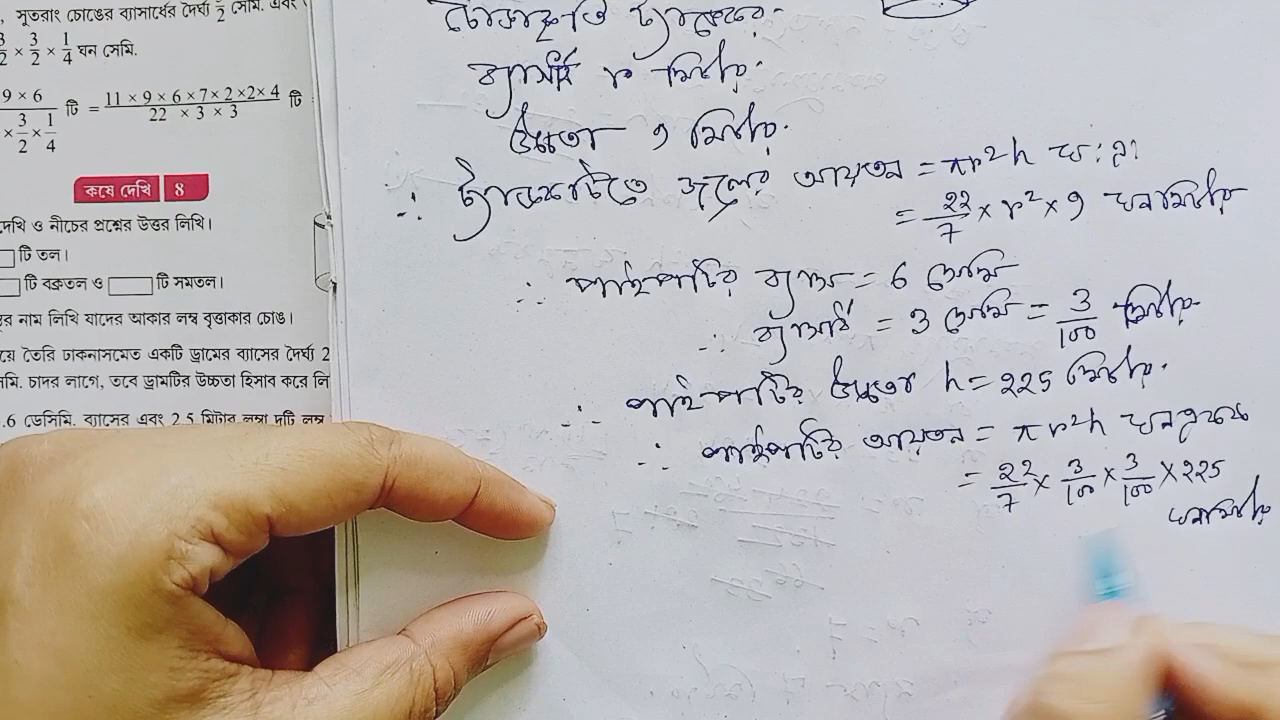 , সুতরাং চোঙের ব্যাসার্ধের দৈর্ঘ্য 3/2 সেমি. এবং
3/2 × 3/2 × 1/4 ঘন সেমি.
9 × 6 / × 3/2 × 1/4 টি = 11 × 9 × 6 × 7 × 2 × 2 × 4 / 22 × 3 × 3 টি
কষে দেখি 8
দেখি ও নীচের প্রশ্নের উত্তর লিখি।
টি তল।
টি বক্রতল ও টি সমতল।
র নাম লিখি যাদের আকার লম্ব বৃত্তাকার চোঙ।
য়ে তৈরি ঢাকনাসমেত একটি ড্রামের ব্যাসের দৈর্ঘ্য 2
মি. চাদর লাগে, তবে ড্রামটির উচ্চতা হিসাব করে লি
.6 ডেসিমি. ব্যাসের এবং 2.5 মিটার লম্বা দুটি লম্ব
চোঙাকৃতি ট্যাঙ্কের
ব্যাসার্ধ r মিটার.
উচ্চতা 9 মিটার.
∴ ট্যাঙ্কটিতে জলের আয়তন = πr²h ঘ: এ:
= 22/7 × r² × 9 ঘনমিটার
∴ পাইপটির ব্যাস = 6 সেমি
∴ ব্যাসার্ধ = 3 সেমি = 3/100 মিটার
∴ পাইপটির উচ্চতা h = 225 মিটার.
∴ পাইপটির আয়তন = πr²h ঘনএকক
= 22/7 × 3/100 × 3/100 × 225
ঘনমিটার